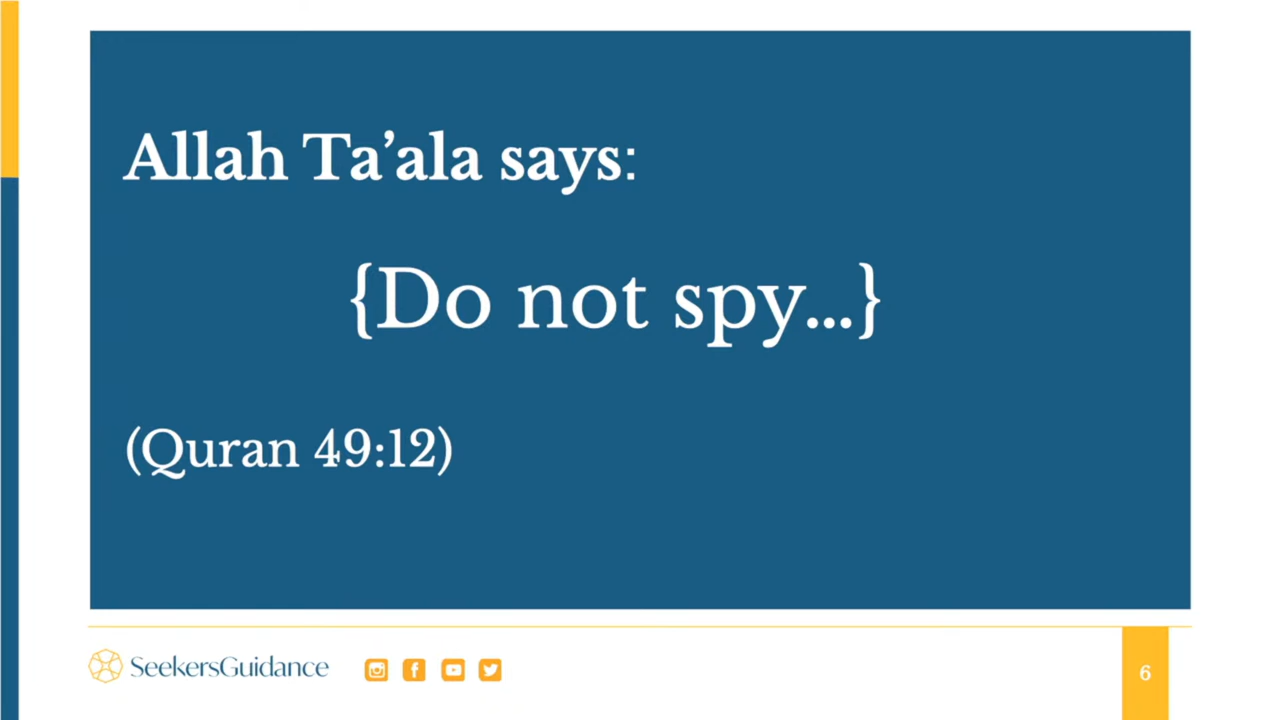 Allah Ta’ala says:
{Do not spy...}
(Quran 49:12)
SeekersGuidance
6